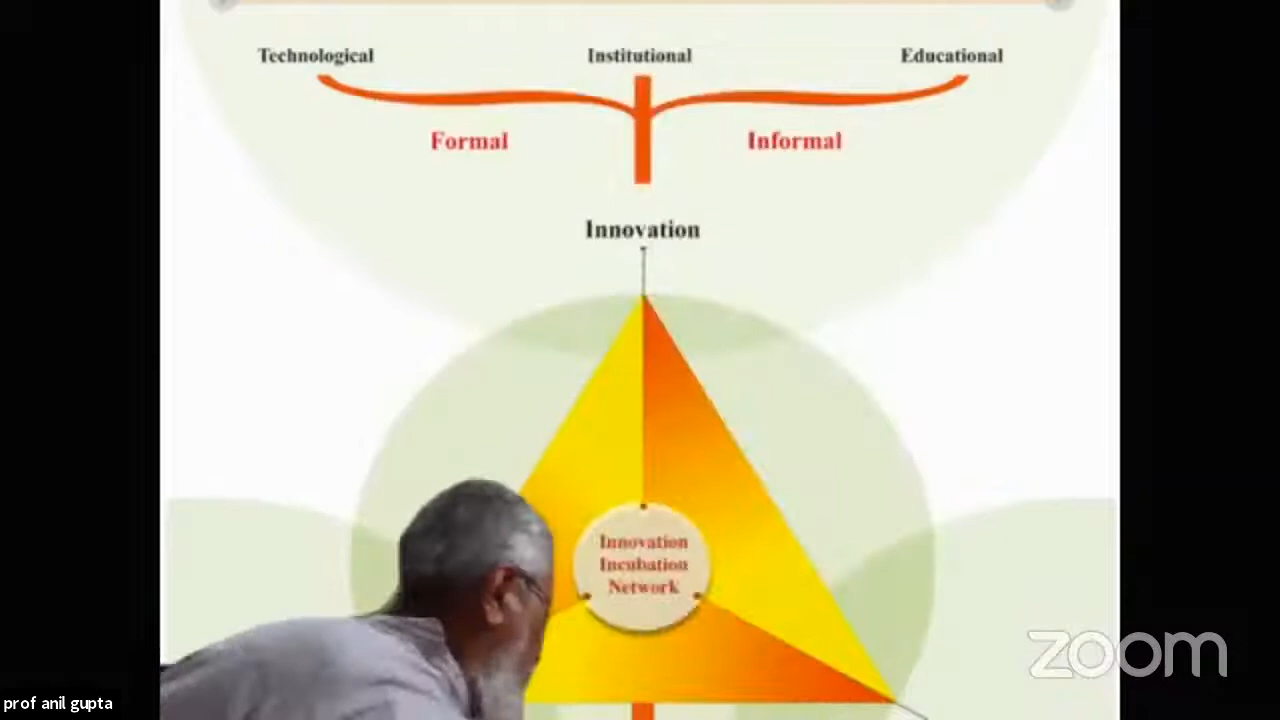 Technological Institutional Educational
Formal Informal
Innovation
Innovation
Incubation
Network
zoom
prof anil gupta